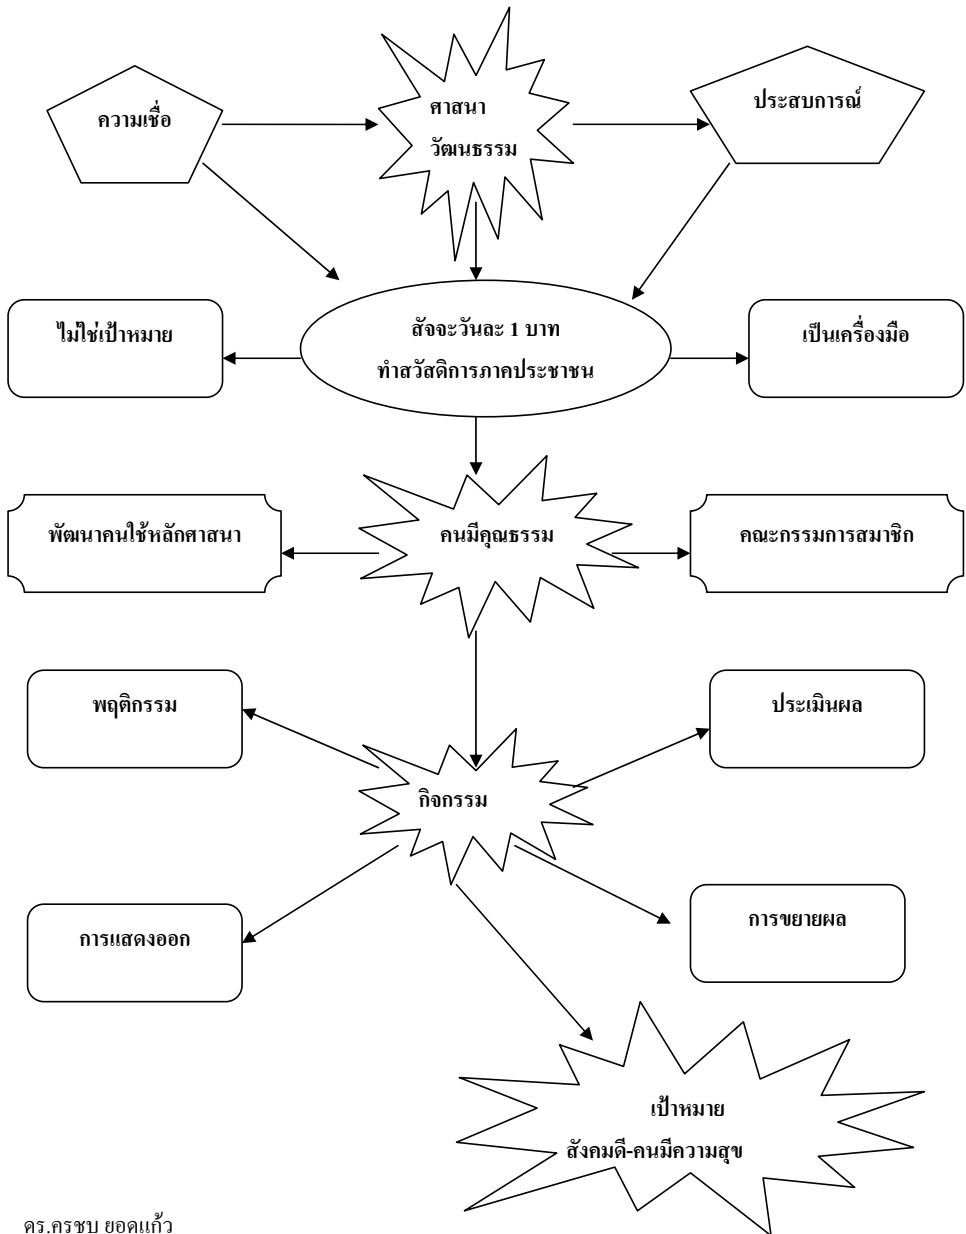 ความเชื่อ
ศาสนา
วัฒนธรรม
ประสบการณ์
ไม่ใช่เป้าหมาย
สัจจะวันละ 1 บาท
ทำสวัสดิการภาคประชาชน
เป็นเครื่องมือ
พัฒนาคนใช้หลักศาสนา
คนมีคุณธรรม
คณะกรรมการสมาชิก
พฤติกรรม
ประเมินผล
กิจกรรม
การแสดงออก
การขยายผล
เป้าหมาย
สังคมดี-คนมีความสุข
ดร.ครูชบ ยอดแก้ว